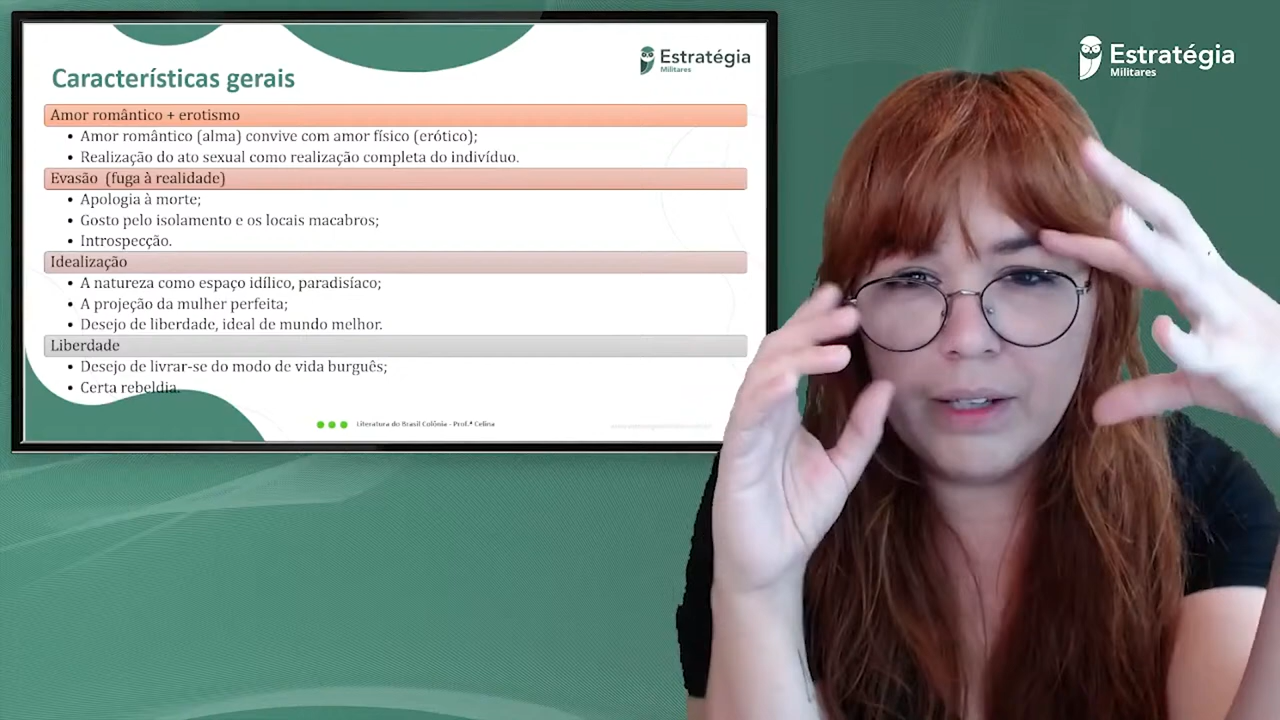 Características gerais
Estratégia
Militares
Amor romântico + erotismo
• Amor romântico (alma) convive com amor físico (erótico);
• Realização do ato sexual como realização completa do indivíduo.
Evasão (fuga à realidade)
• Apologia à morte;
• Gosto pelo isolamento e os locais macabros;
• Introspecção.
Idealização
• A natureza como espaço idílico, paradisíaco;
• A projeção da mulher perfeita;
• Desejo de liberdade, ideal de mundo melhor.
Liberdade
• Desejo de livrar-se do modo de vida burguês;
• Certa rebeldia.
Literatura do Brasil Colônia - Prof.ª Celina
Estratégia
Militares